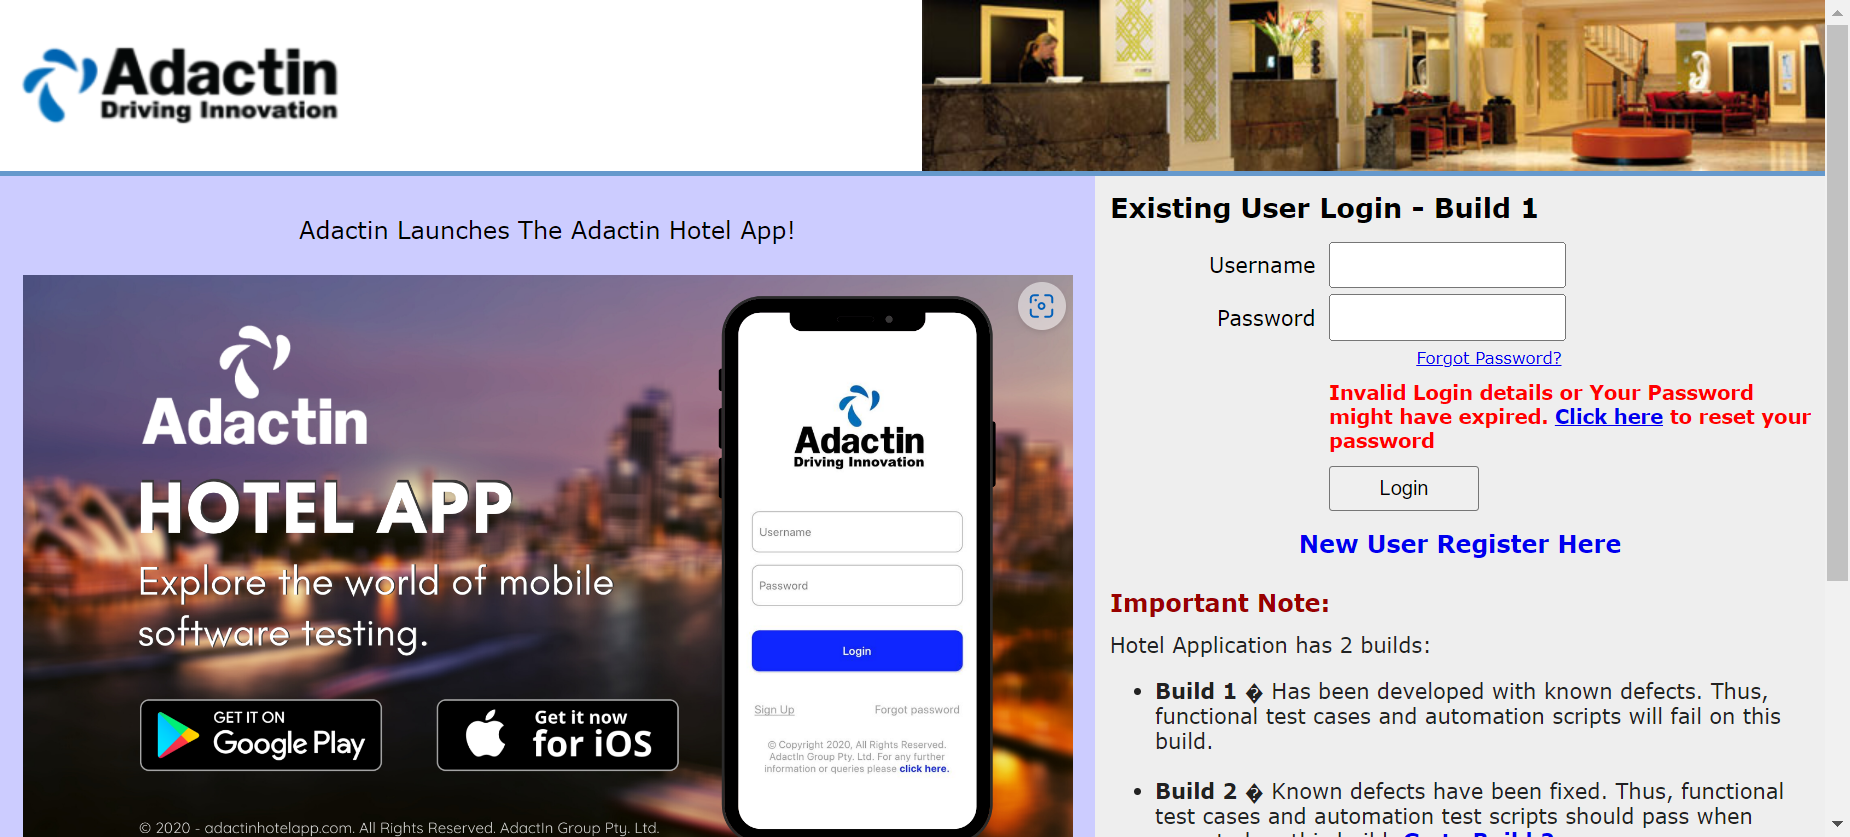 Adactin
Driving Innovation
Adactin Launches The Adactin Hotel App!
Adactin
HOTEL APP
Explore the world of mobile
software testing.
GET IT ON
Google Play
Get it now
for iOS
© 2020 - adactinhotelapp.com. All Rights Reserved. AdactIn Group Pty. Ltd.
Adactin
Driving Innovation
Username
Password
Login
Sign Up Forgot password
© Copyright 2020, All Rights Reserved.
AdactIn Group Pty. Ltd. For any further
information or queries please click here.
Existing User Login - Build 1
Username
Password
Forgot Password?
Invalid Login details or Your Password
might have expired. Click here to reset your
password
Login
New User Register Here
Important Note:
Hotel Application has 2 builds:
• Build 1 � Has been developed with known defects. Thus,
functional test cases and automation scripts will fail on this
build.
• Build 2 � Known defects have been fixed. Thus, functional
test cases and automation test scripts should pass when